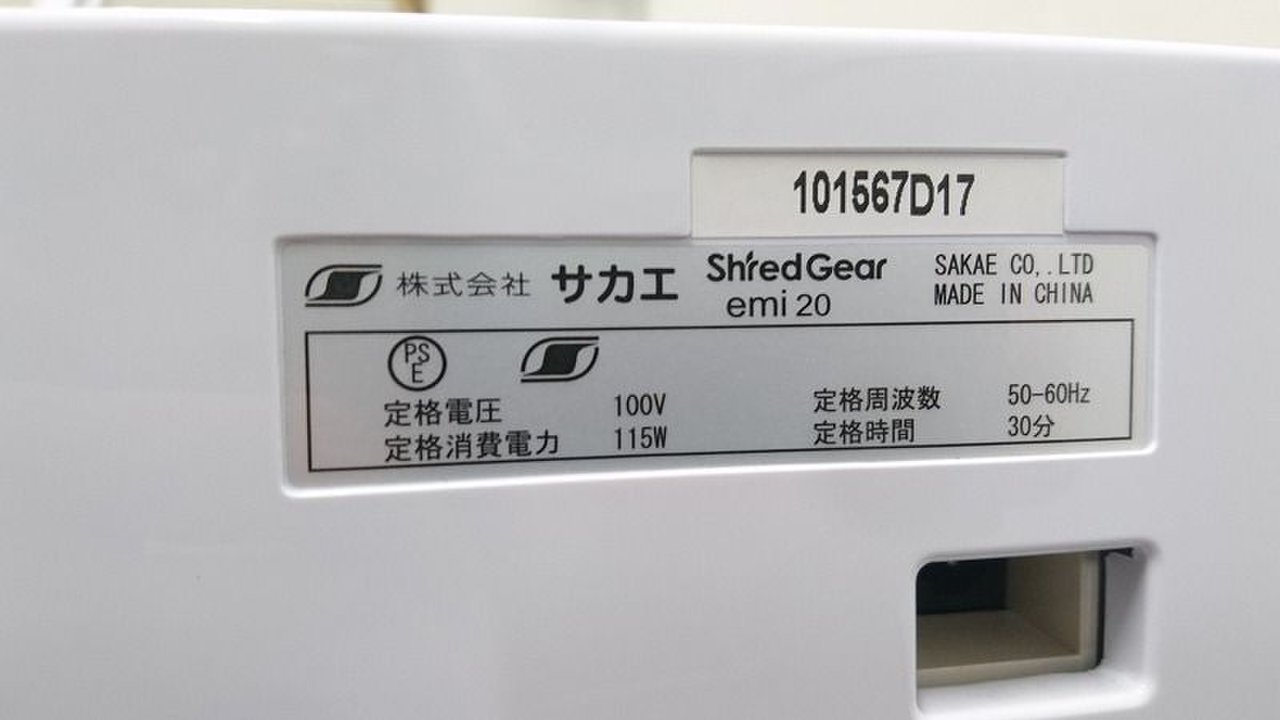 101567D17
株式会社 サカエ ShredGear SAKAE CO,.LTD
emi 20 MADE IN CHINA
PS
E
定格電圧 100V 定格周波数 50-60Hz
定格消費電力 115W 定格時間 30分